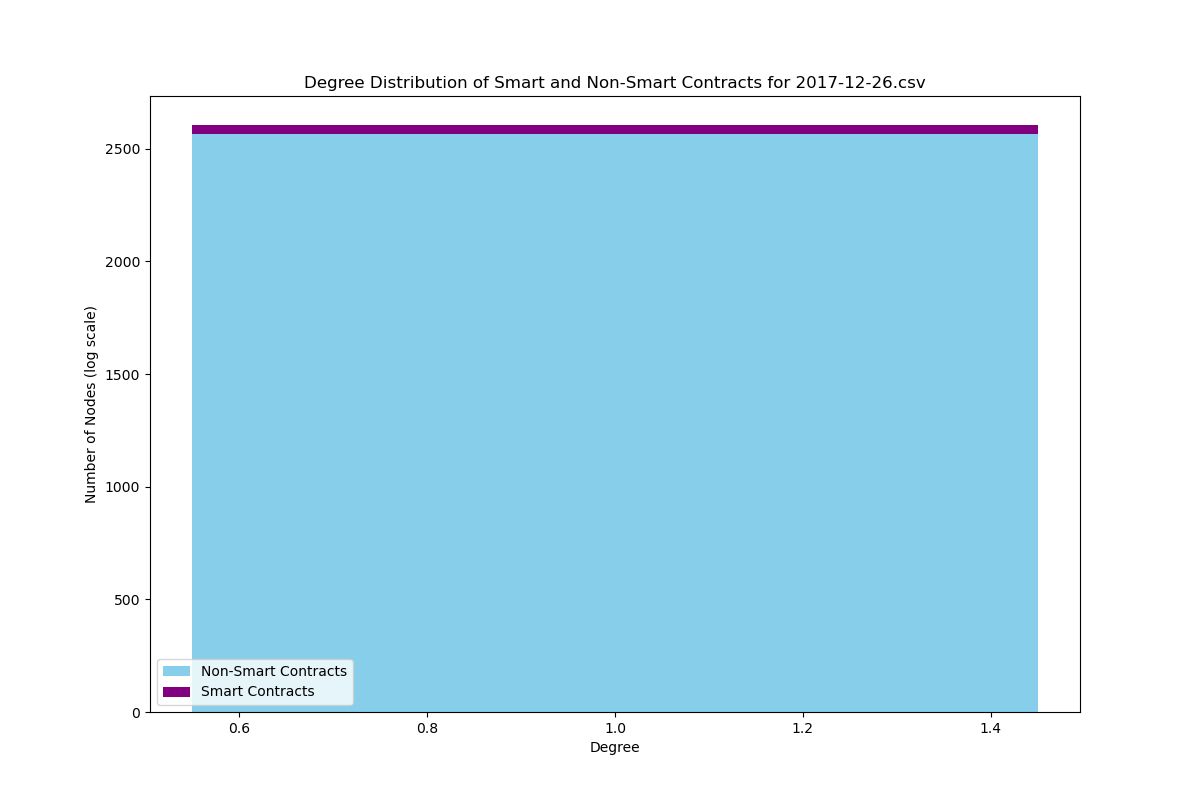 Degree Distribution of Smart and Non-Smart Contracts for 2017-12-26.csv
Number of Nodes (log scale)
2500
2000
1500
1000
500
0
Non-Smart Contracts
Smart Contracts
0.6 0.8 1.0 1.2 1.4
Degree